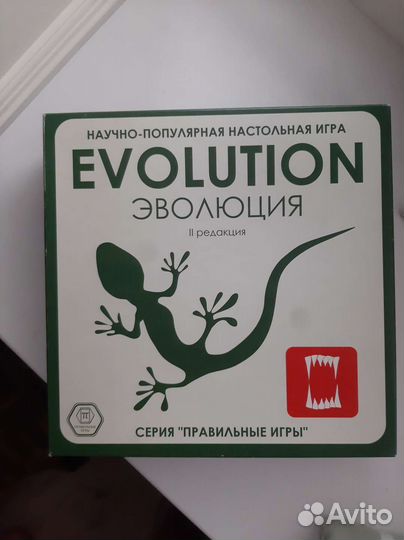 НАУЧНО-ПОПУЛЯРНАЯ НАСТОЛЬНАЯ ИГРА
EVOLUTION
ЭВОЛЮЦИЯ
II редакция
π
СЕРИЯ "ПРАВИЛЬНЫЕ ИГРЫ"
Avito